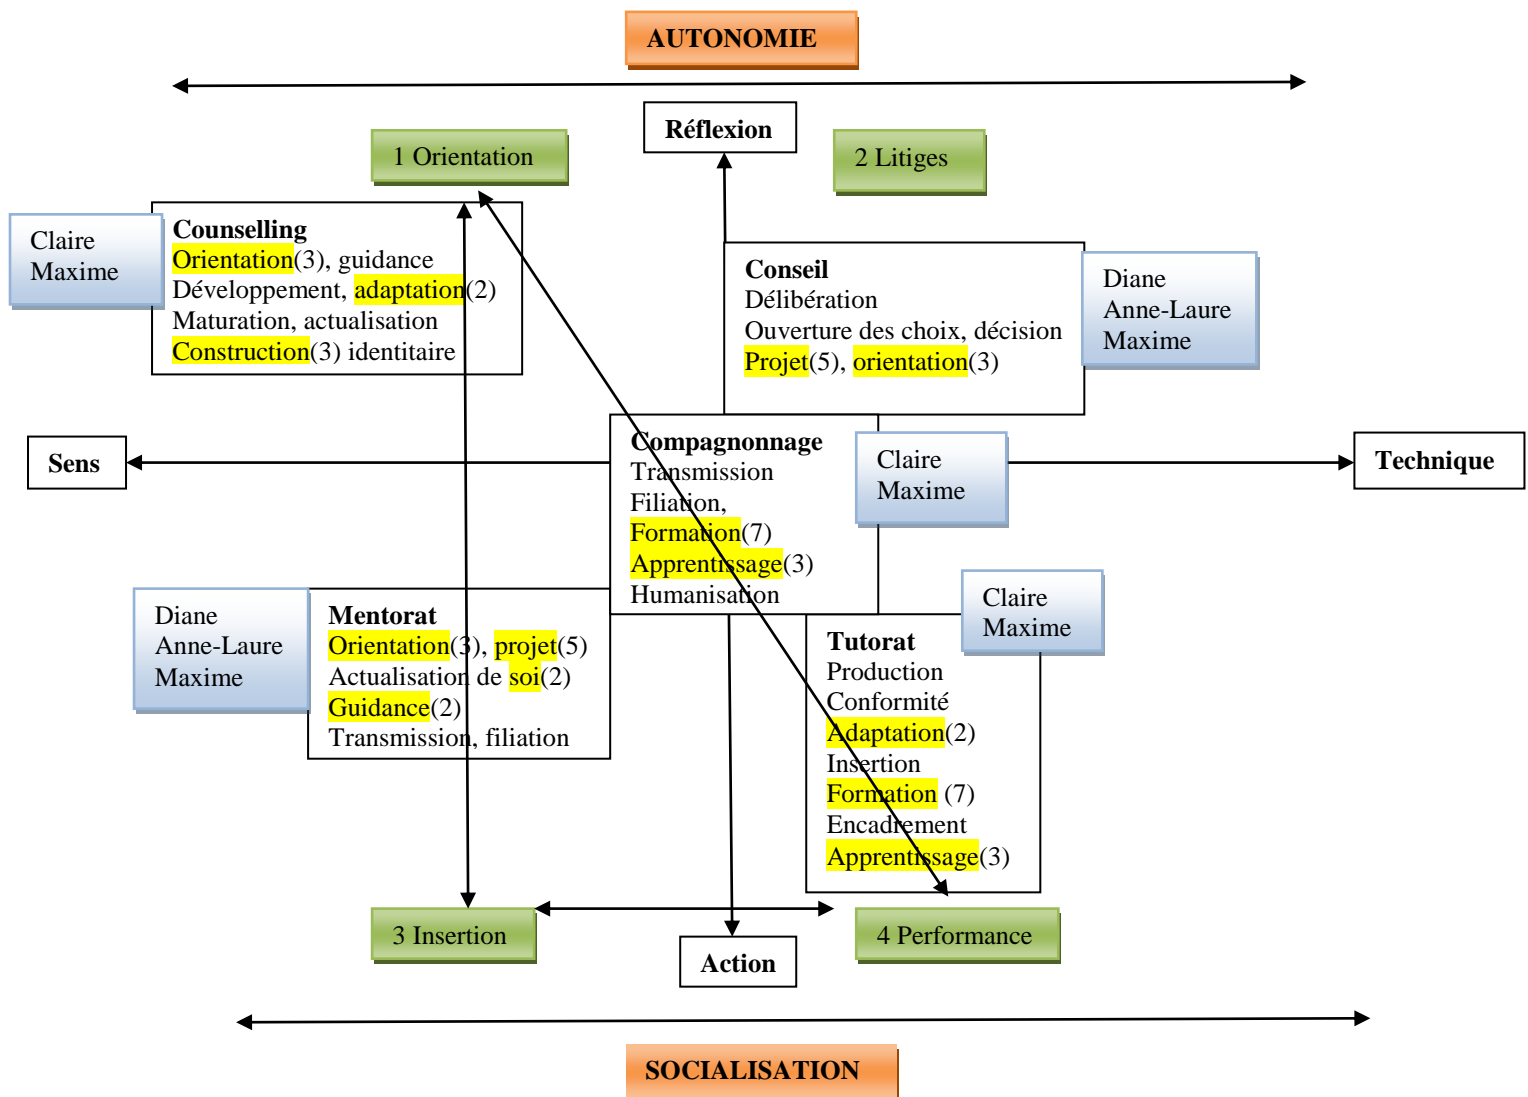 AUTONOMIE
Réflexion
1 Orientation
2 Litiges
Claire
Maxime
Counselling
Orientation(3), guidance
Développement, adaptation(2)
Maturation, actualisation
Construction(3) identitaire
Conseil
Délibération
Ouverture des choix, décision
Projet(5), orientation(3)
Diane
Anne-Laure
Maxime
Sens
Compagnonnage
Transmission
Filiation,
Formation(7)
Apprentissage(3)
Humanisation
Claire
Maxime
Technique
Diane
Anne-Laure
Maxime
Mentorat
Orientation(3), projet(5)
Actualisation de soi(2)
Guidance(2)
Transmission, filiation
Claire
Maxime
Tutorat
Production
Conformité
Adaptation(2)
Insertion
Formation (7)
Encadrement
Apprentissage(3)
3 Insertion
Action
4 Performance
SOCIALISATION